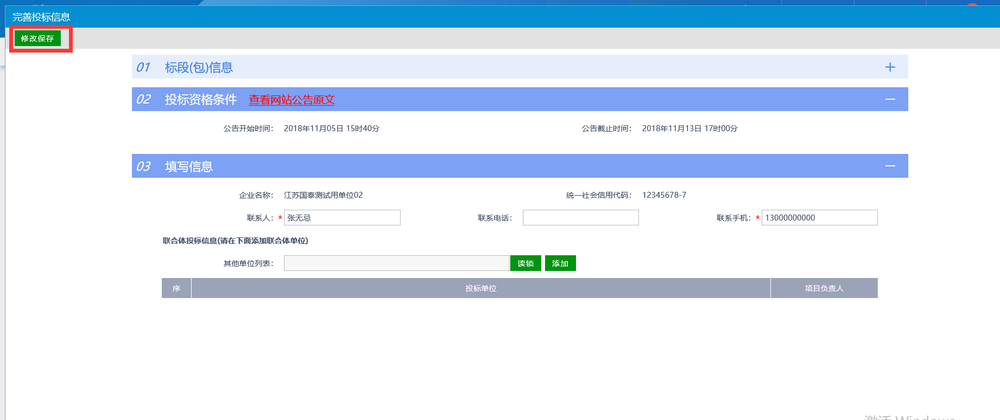 完善投标信息
修改保存
01 标段(包)信息
02 投标资格条件 查看网站公告原文
公告开始时间： 2018年11月05日 15时40分 公告截止时间： 2018年11月13日 17时00分
03 填写信息
企业名称： 江苏国泰测试用单位02 统一社会信用代码： 12345678-7
联系人：* 张无忌 联系电话： 联系手机：* 13000000000
联合体投标信息(请在下面添加联合体单位)
其他单位列表： 读锁 添加
序 投标单位 项目负责人
激活 Windows